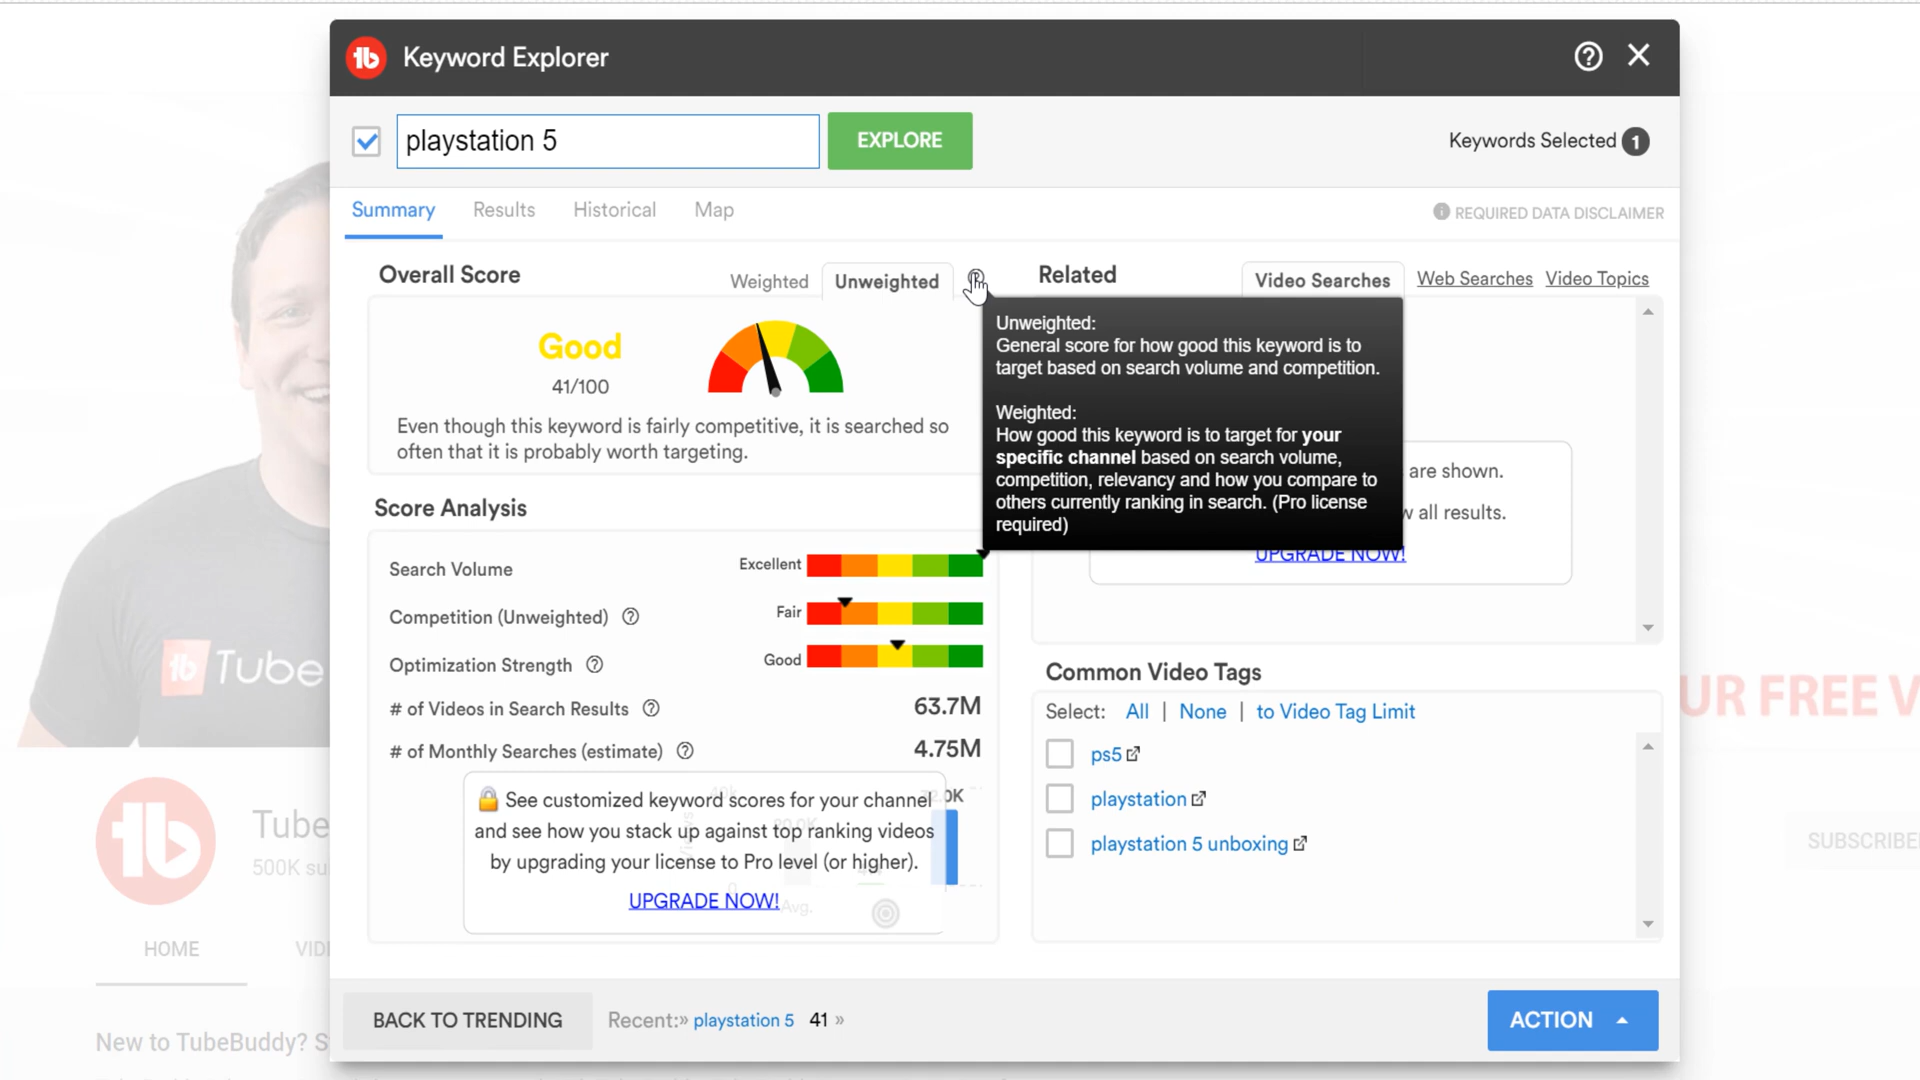 Keyword Explorer
playstation 5
EXPLORE
Keywords Selected 1
Summary
Results
Historical
Map
REQUIRED DATA DISCLAIMER
Overall Score
Weighted
Unweighted
Good
41/100
Even though this keyword is fairly competitive, it is searched so
often that it is probably worth targeting.
Related
Video Searches
Web Searches
Video Topics
Unweighted:
General score for how good this keyword is to
target based on search volume and competition.
Weighted:
How good this keyword is to target for your
specific channel based on search volume,
competition, relevancy and how you compare to
others currently ranking in search. (Pro license
required)
are shown.
all results.
UPGRADE NOW!
Score Analysis
Search Volume
Excellent
Competition (Unweighted)
Fair
Optimization Strength
Good
# of Videos in Search Results
63.7M
# of Monthly Searches (estimate)
4.75M
See customized keyword scores for your channel
and see how you stack up against top ranking videos
by upgrading your license to Pro level (or higher).
UPGRADE NOW!
Avg.
Common Video Tags
Select: All | None | to Video Tag Limit
ps5
playstation
playstation 5 unboxing
BACK TO TRENDING
Recent:» playstation 5 41 »
ACTION
Tube
Tube
500K su
HOME
VID
New to TubeBuddy? S
UR FREE V
SUBSCRIBE